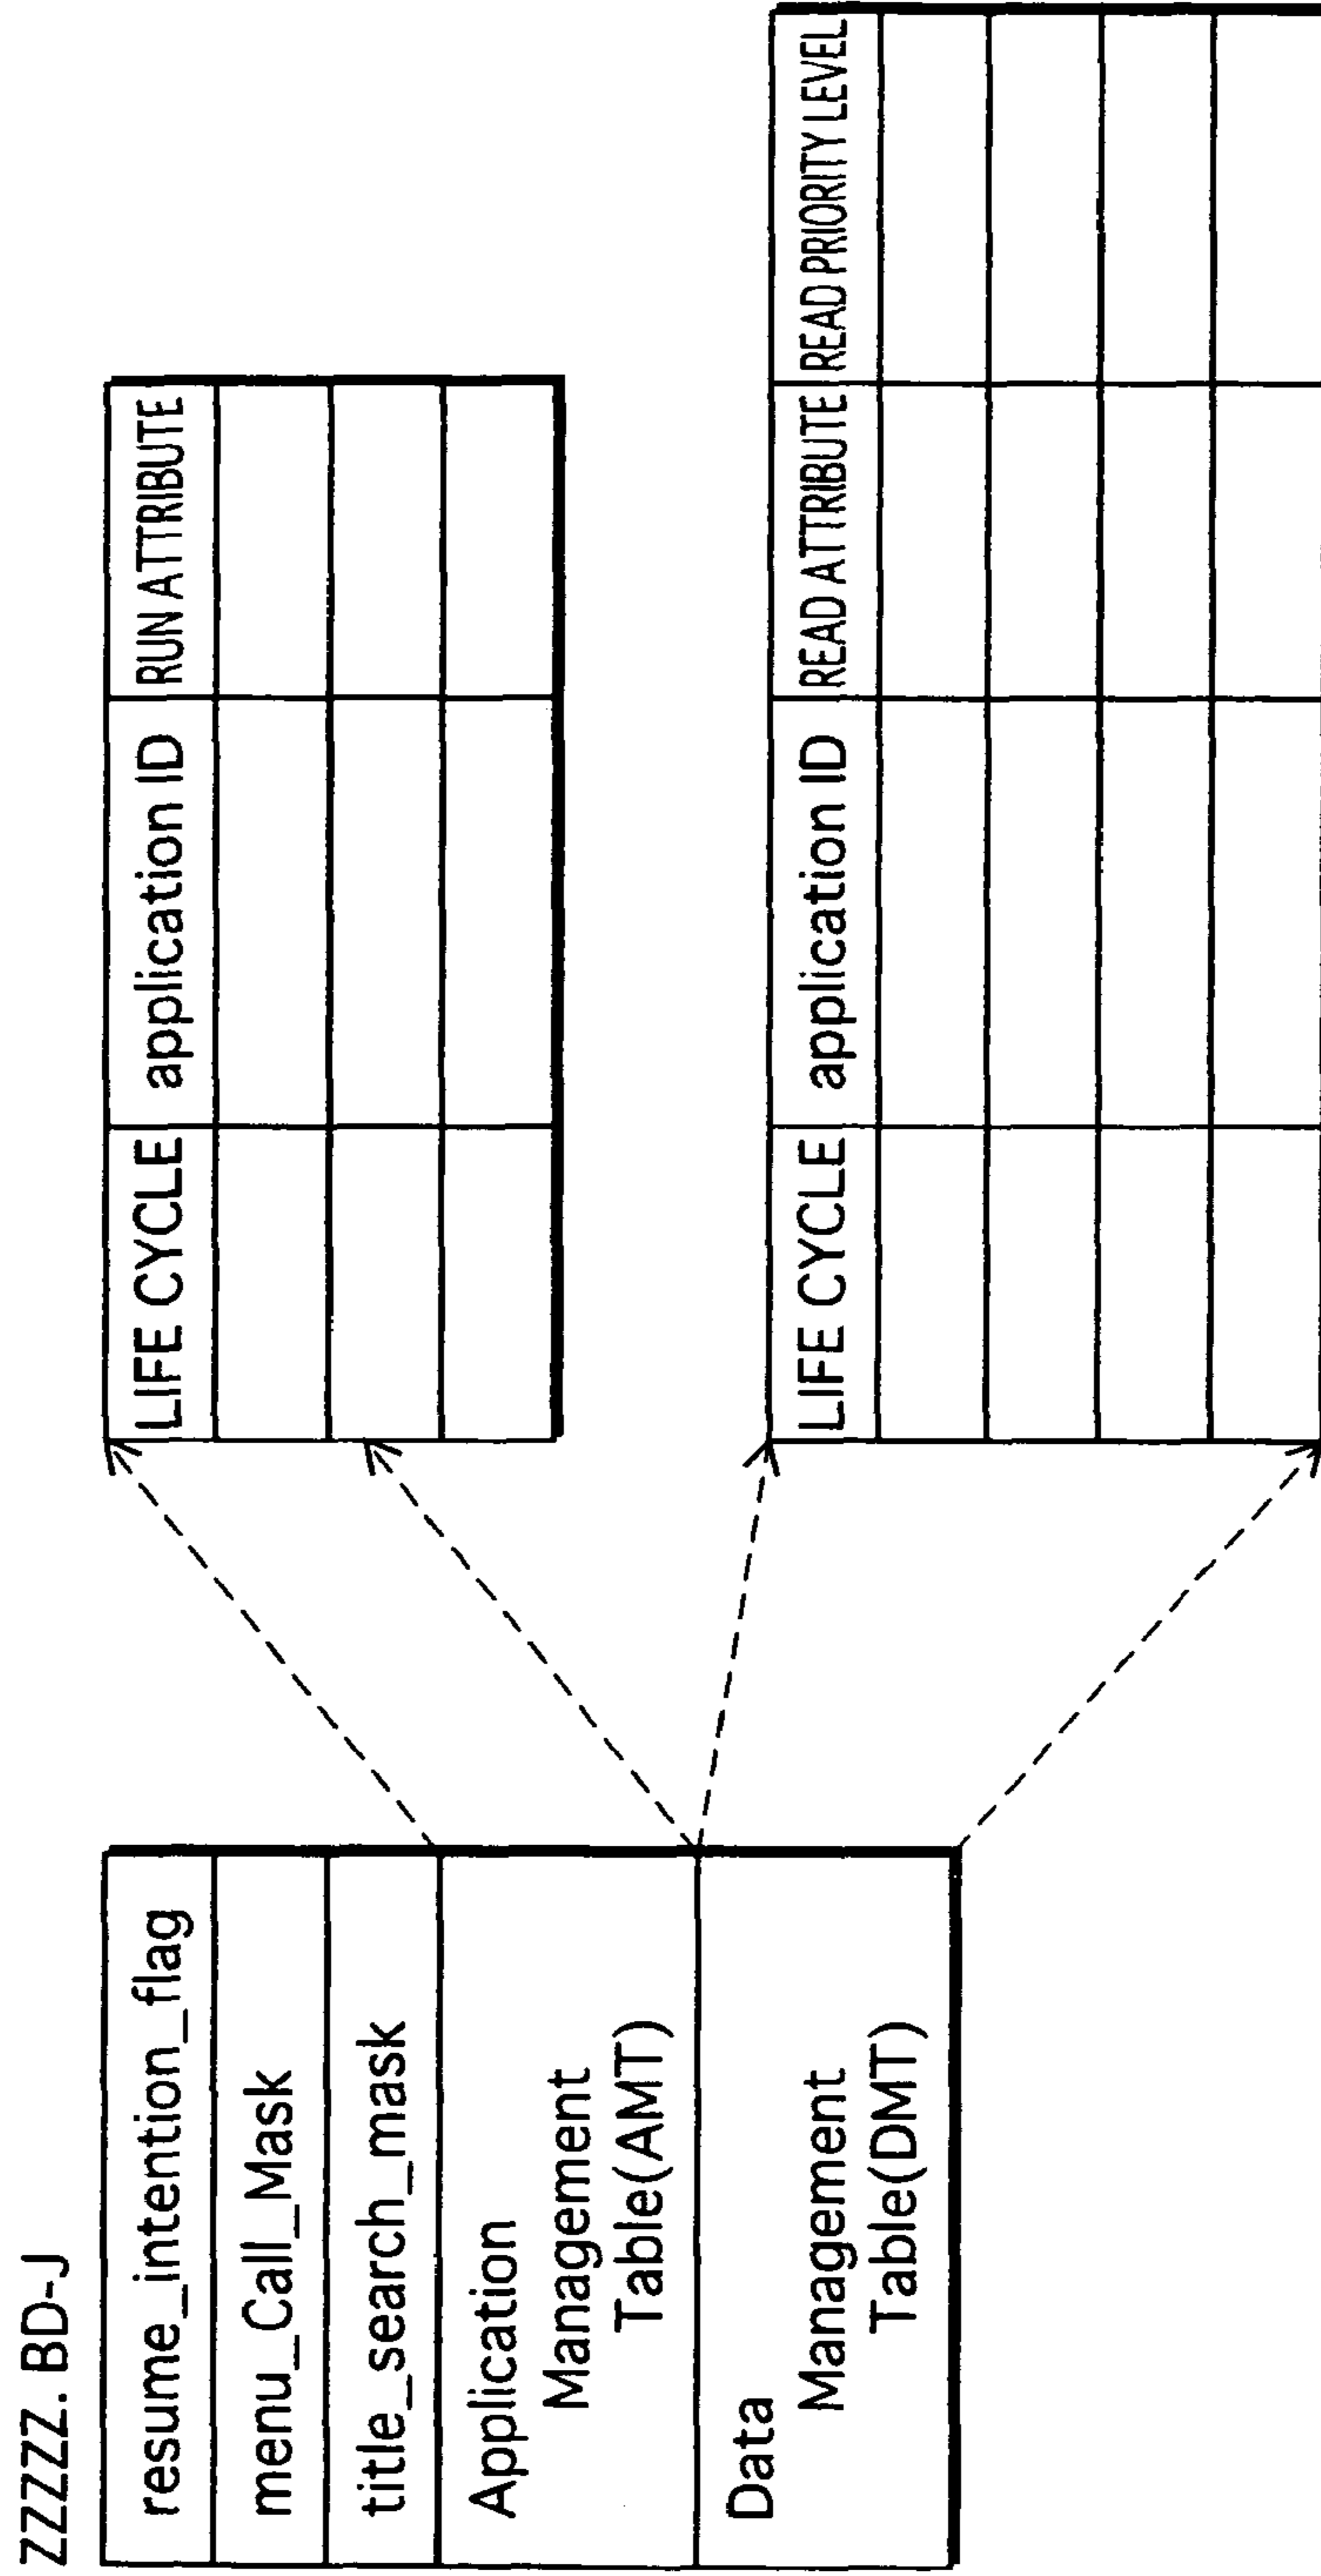 ZZZZZ. BD-J
resume_intention_flag
menu_Call_Mask
title_search_mask
Application
Management
Table(AMT)
Data
Management
Table(DMT)
LIFE CYCLE application ID RUN ATTRIBUTE
LIFE CYCLE application ID READ ATTRIBUTE READ PRIORITY LEVEL